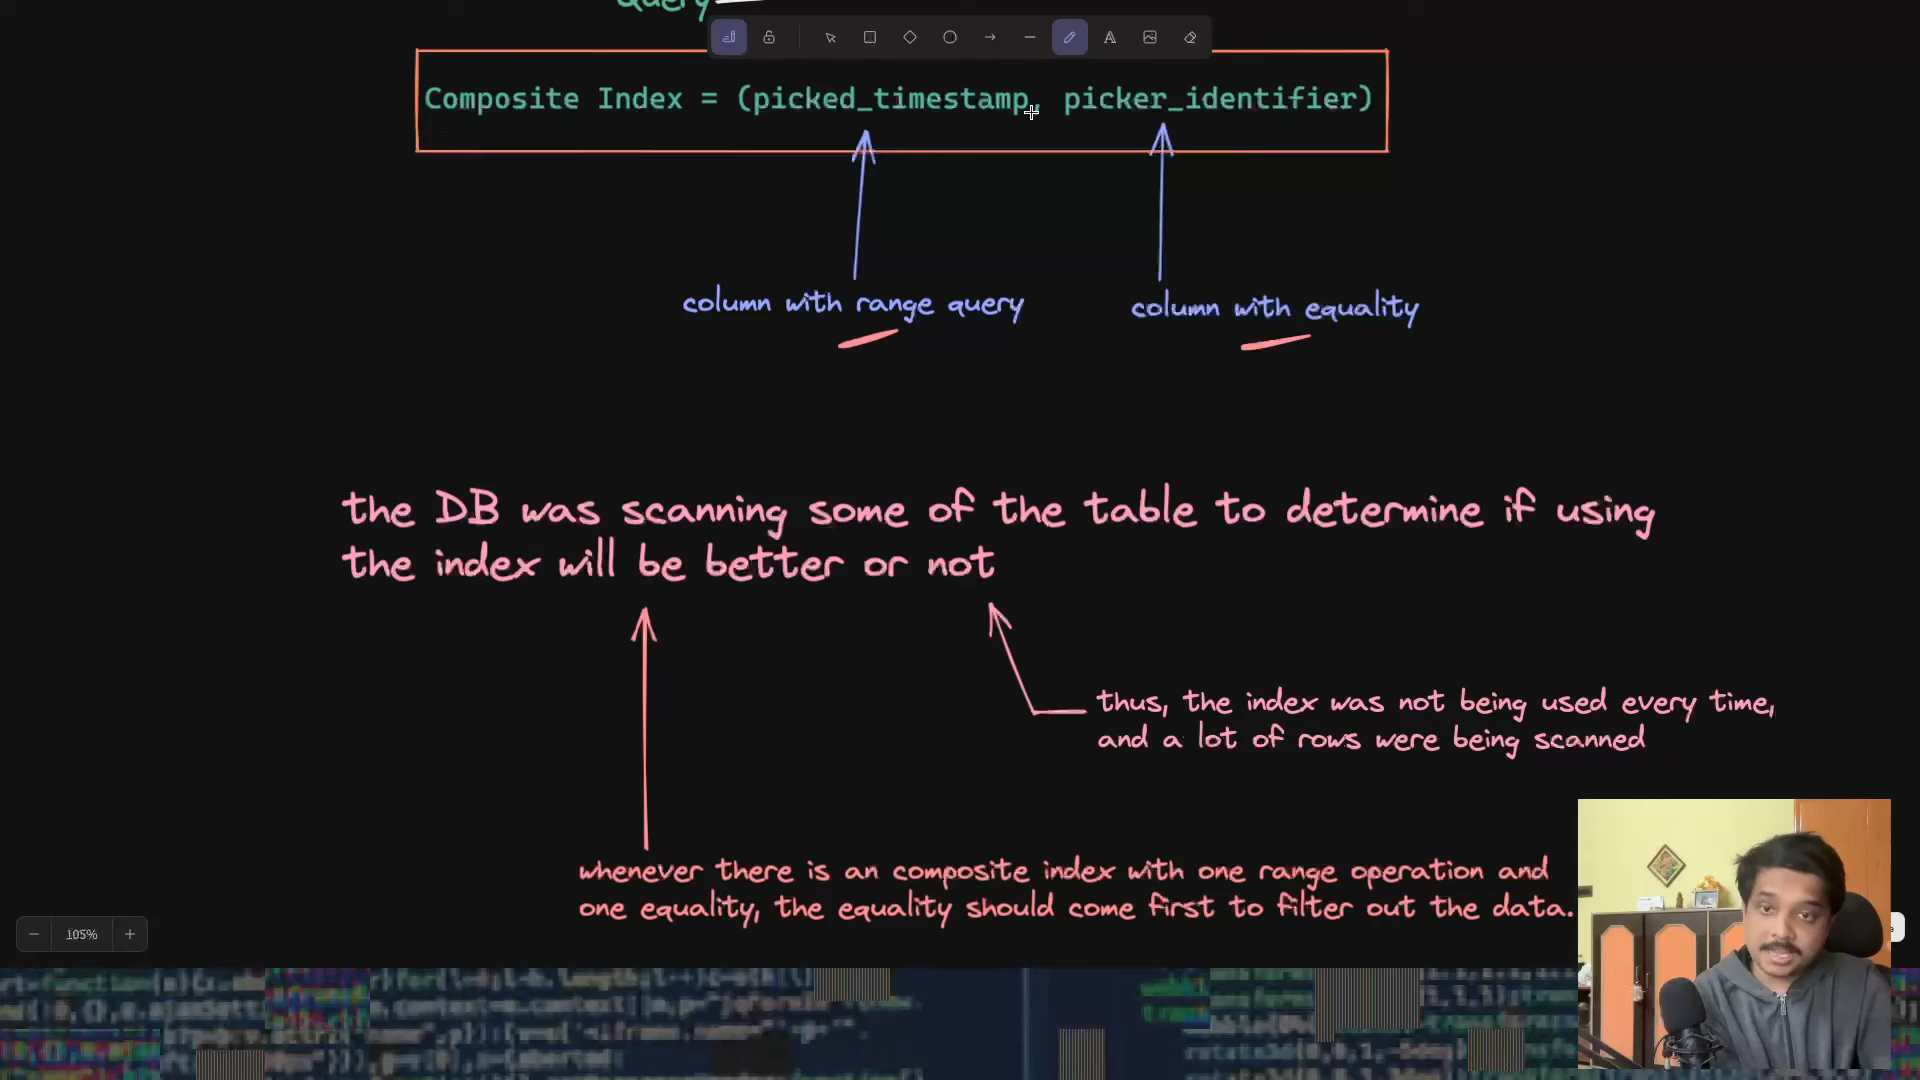 Query
Composite Index = (picked_timestamp, picker_identifier)
column with range query
column with equality
the DB was scanning some of the table to determine if using
the index will be better or not
thus, the index was not being used every time,
and a lot of rows were being scanned
whenever there is an composite index with one range operation and
one equality, the equality should come first to filter out the data.
105%